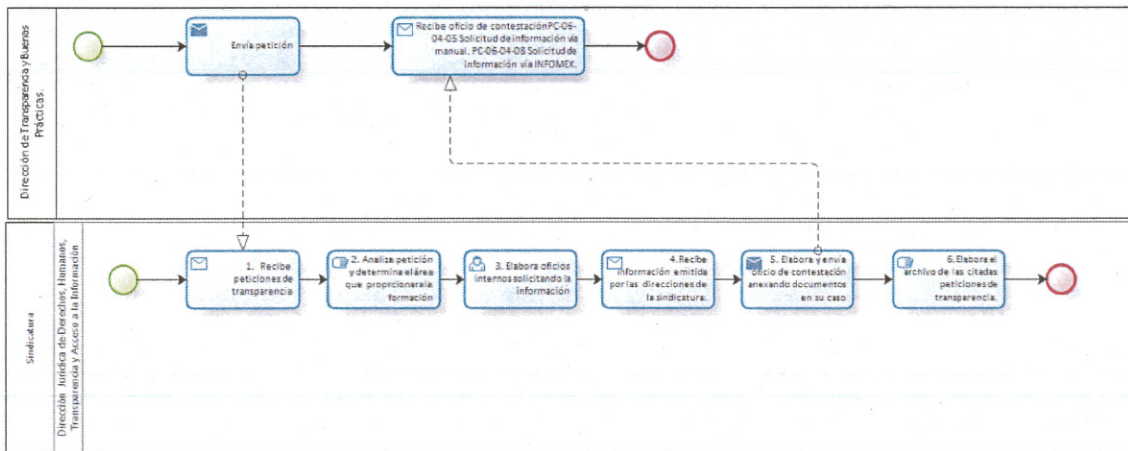 Dirección de Transparencia y Buenas
Prácticas.
Envía petición
Recibe oficio de contestaciónPC-06-
04-05 Solicitud de información vía
manual. PC-06-04-08 Solicitud de
Información vía INFOMEX.
Sindicatura
Dirección Jurídica de Derechos, Humanos,
Transparencia y Acceso a la Información
1. Recibe
peticiones de
transparencia
2. Analiza petición
y determina el área
que proporcionara la
formación
3. Elabora oficios
internos solicitando la
información
4.Recibe
información emitida
por las direcciones de
la sindicatura.
5. Elabora y envía
oficio de contestación
anexando documentos
en su caso
6.Elabora el
archivo de las citadas
peticiones de
transparencia.